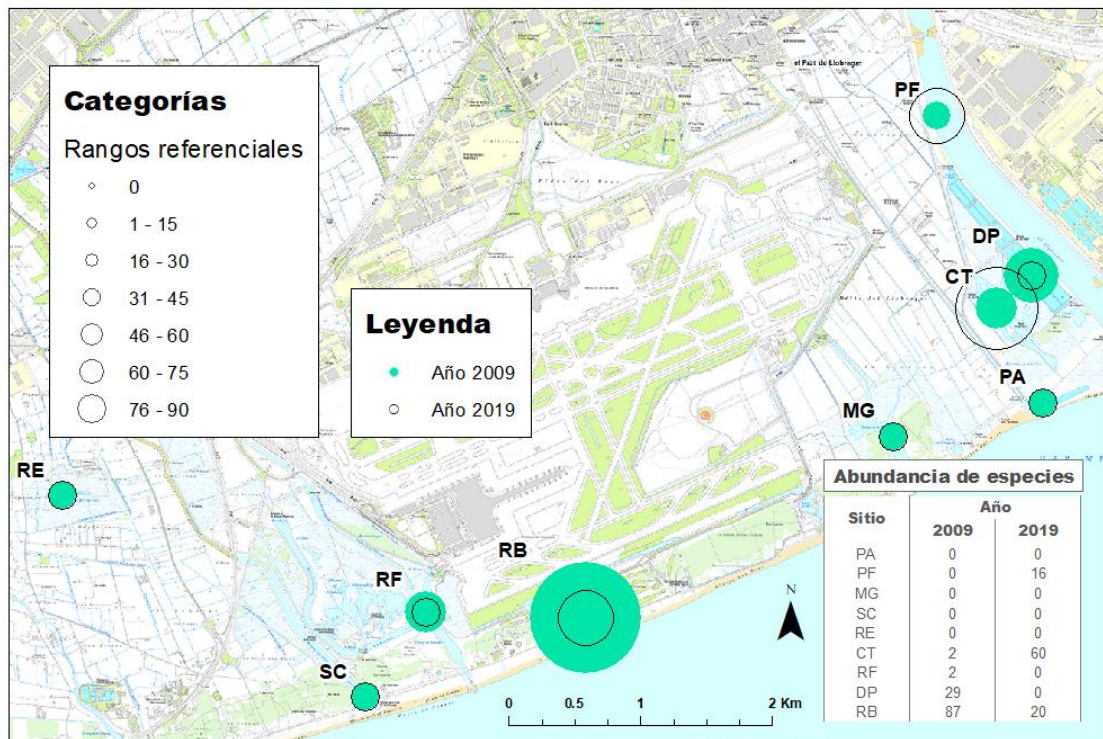 Categorías
Rangos referenciales
0
1 - 15
16 - 30
31 - 45
46 - 60
60 - 75
76 - 90
Leyenda
Año 2009
Año 2019
el Prat de Llobregat
PF
DP
CT
PA
MG
RE
RB
RF
SC
N
0 0.5 1 2 Km
Abundancia de especies
Sitio Año
2009 2019
PA 0 0
PF 0 16
MG 0 0
SC 0 0
RE 0 0
CT 2 60
RF 2 0
DP 29 0
RB 87 20